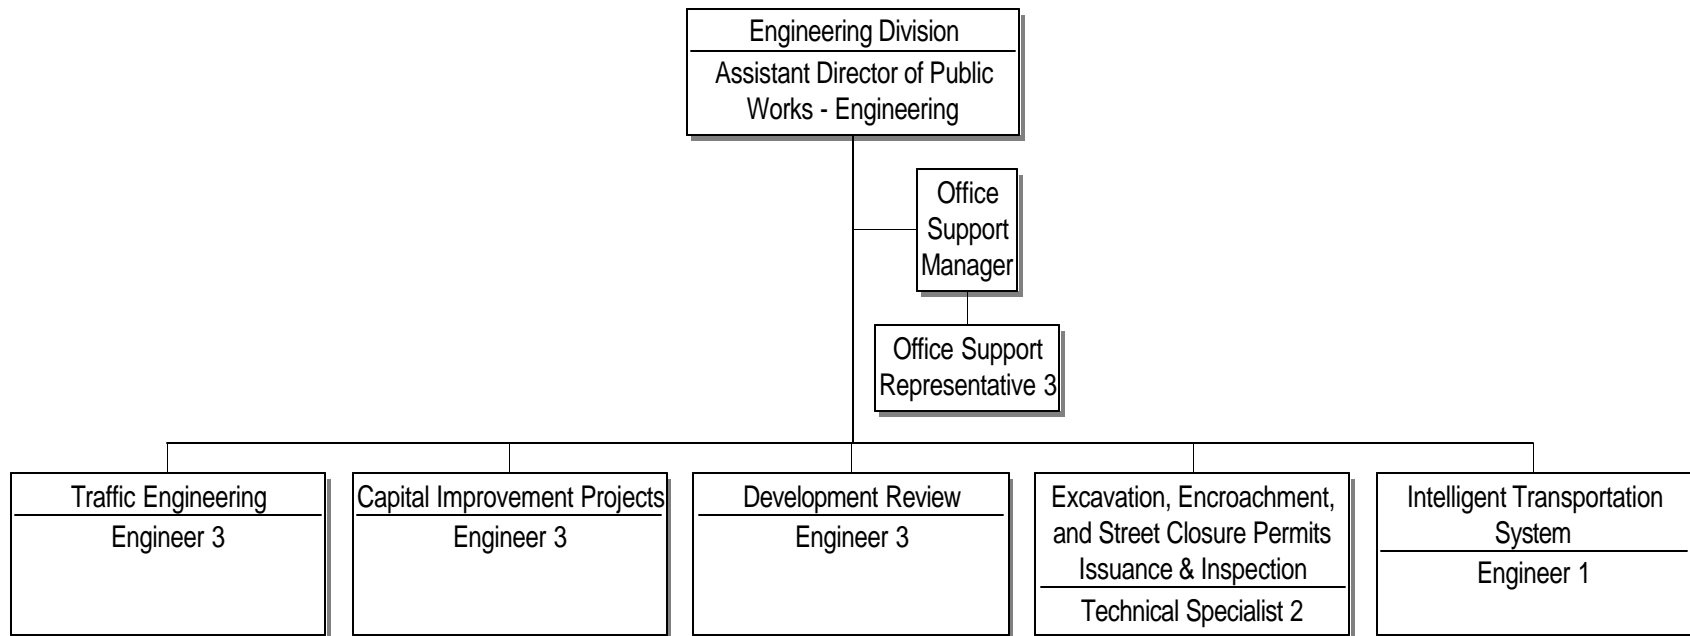 Engineering Division
Assistant Director of Public
Works - Engineering
Office
Support
Manager
Office Support
Representative 3
Traffic Engineering
Engineer 3
Capital Improvement Projects
Engineer 3
Development Review
Engineer 3
Excavation, Encroachment,
and Street Closure Permits
Issuance & Inspection
Technical Specialist 2
Intelligent Transportation
System
Engineer 1